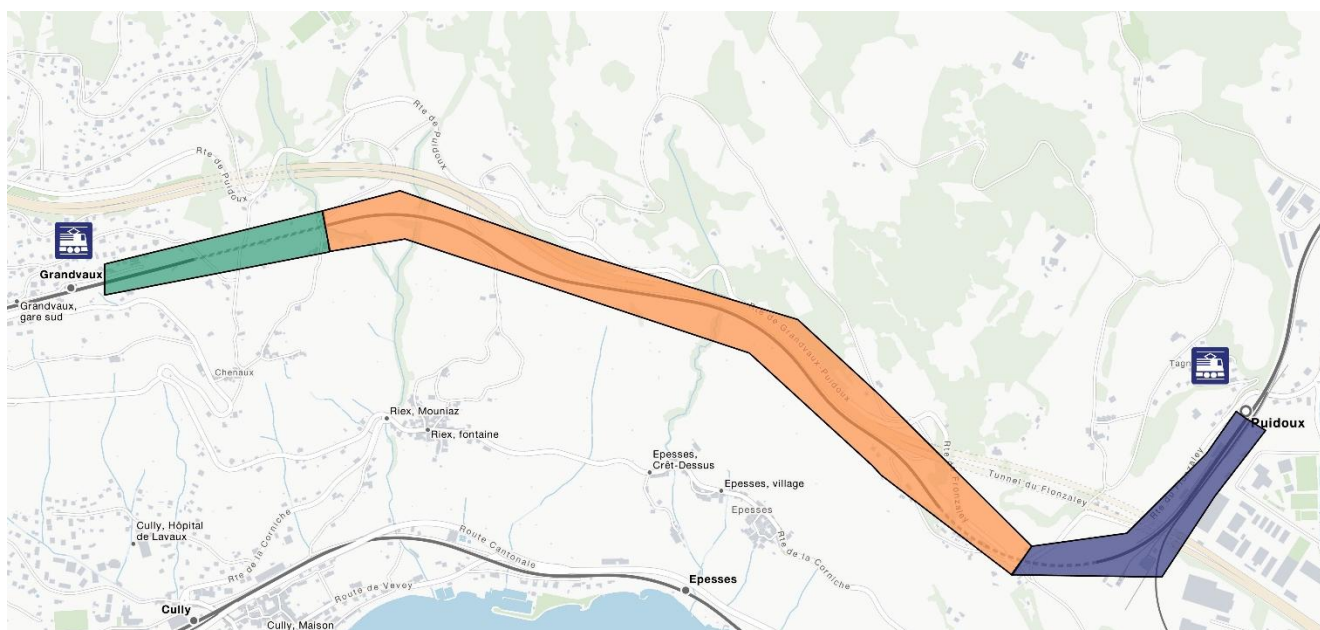 Rte de Puidoux
Rte de Puidoux
Grandvaux
Grandvaux,
gare sud
Chenaux
Rte de Grandvaux-Puidoux
Riex, Mouniaz
Riex, fontaine
Puidoux
Epesses,
Crêt-Dessus
Tunnel du Flonzaley
Epesses, village
Epesses
Cully, Hôpital
de Lavaux
Rte de la Corniche
Route Cantonale
Rte de la Corniche
Route de Vevey
Epesses
Cully
Cully, Maison